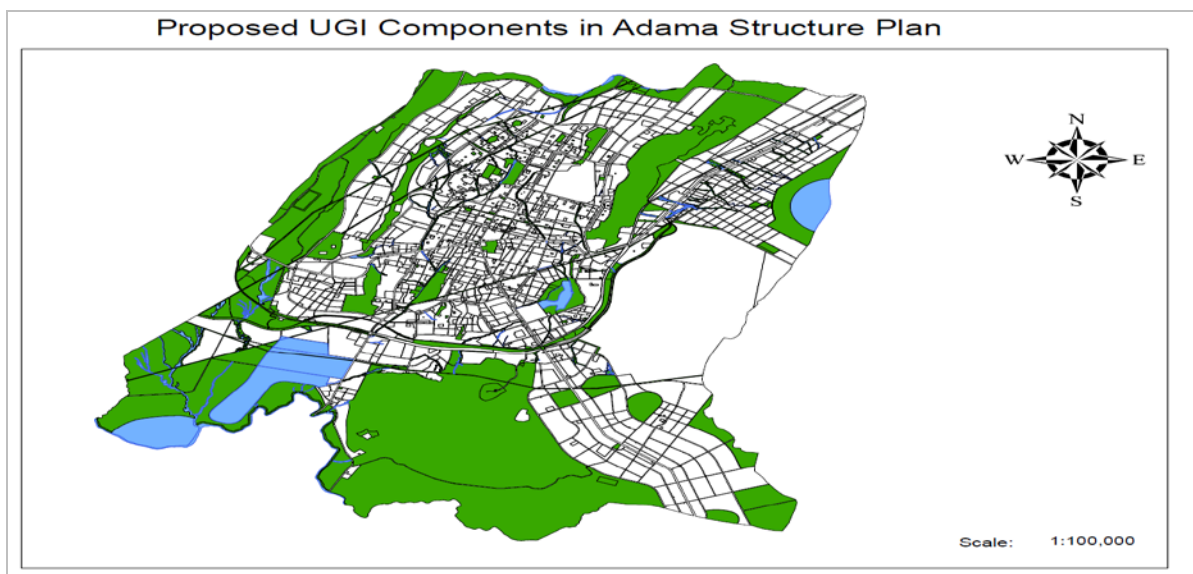 Proposed UGI Components in Adama Structure Plan
N
W E
S
Scale: 1:100,000